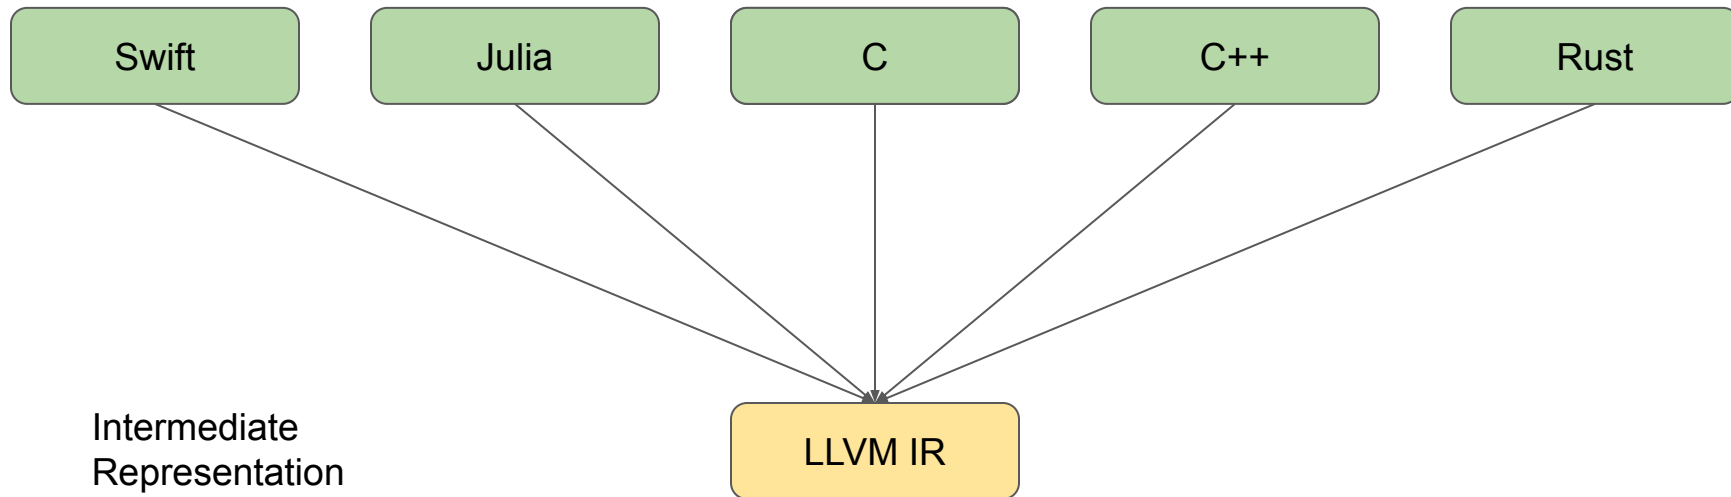 Swift
Julia
C
C++
Rust
Intermediate
Representation
LLVM IR